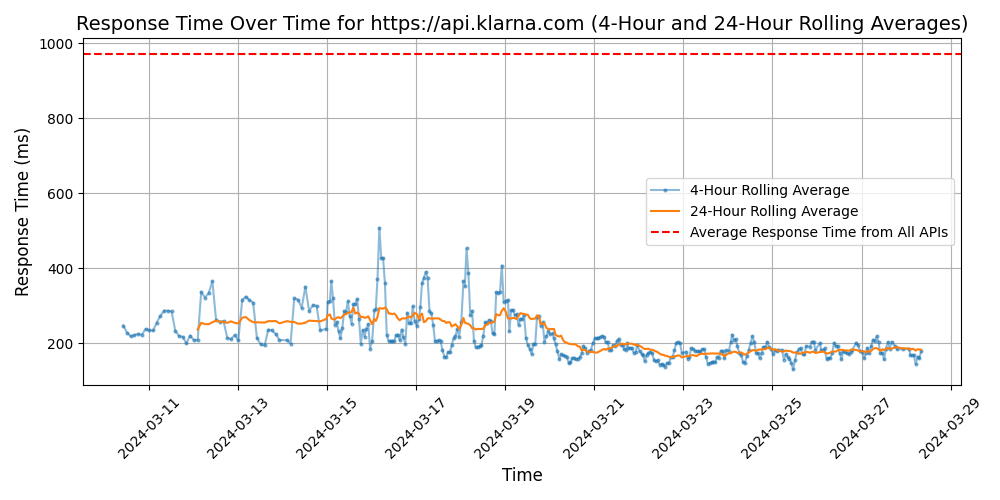 Response Time Over Time for https://api.klarna.com (4-Hour and 24-Hour Rolling Averages)
Response Time (ms)
1000
800
600
400
200
4-Hour Rolling Average
24-Hour Rolling Average
Average Response Time from All APIs
2024-03-11
2024-03-13
2024-03-15
2024-03-17
2024-03-19
2024-03-21
2024-03-23
2024-03-25
2024-03-27
2024-03-29
Time